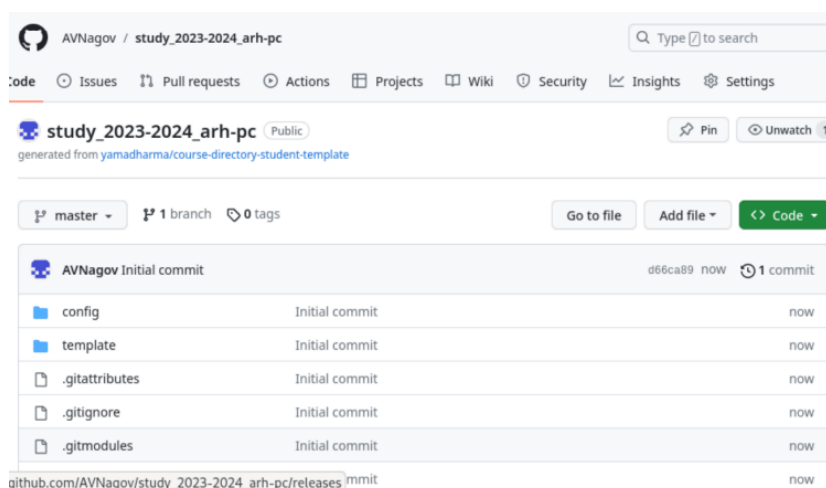 AVNagov / study_2023-2024_arh-pc Type / to search
Code Issues Pull requests Actions Projects Wiki Security Insights Settings
study_2023-2024_arh-pc Public Pin Unwatch 1
generated from yamadharma/course-directory-student-template
master 1 branch 0 tags Go to file Add file Code
AVNagov Initial commit d66ca89 now 1 commit
config Initial commit now
template Initial commit now
.gitattributes Initial commit now
.gitignore Initial commit now
.gitmodules Initial commit now
github.com/AVNagov/study_2023-2024_arh-pc/releases mmit now